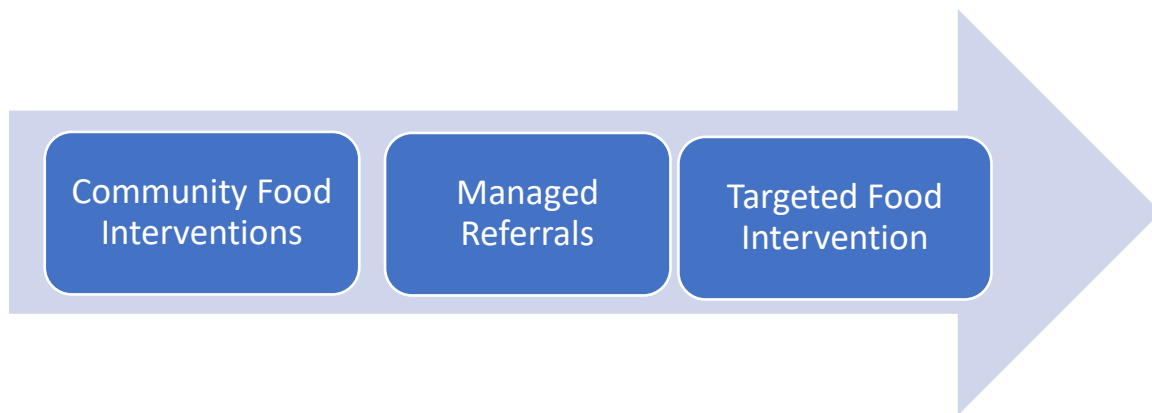 Community Food
Interventions
Managed
Referrals
Targeted Food
Intervention